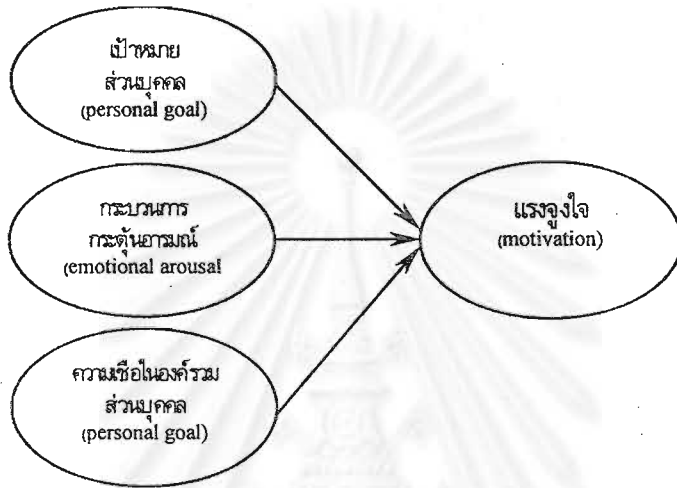 เป้าหมาย
ส่วนบุคคล
(personal goal)
กระบวนการ
กระตุ้นอารมณ์
(emotional arousal
แรงจูงใจ
(motivation)
ความเชื่อในองค์รวม
ส่วนบุคคล
(personal goal)